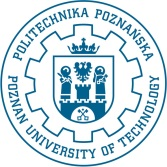 POLITECHNIKA POZNAŃSKA
POZNAN UNIVERSITY OF TECHNOLOGY